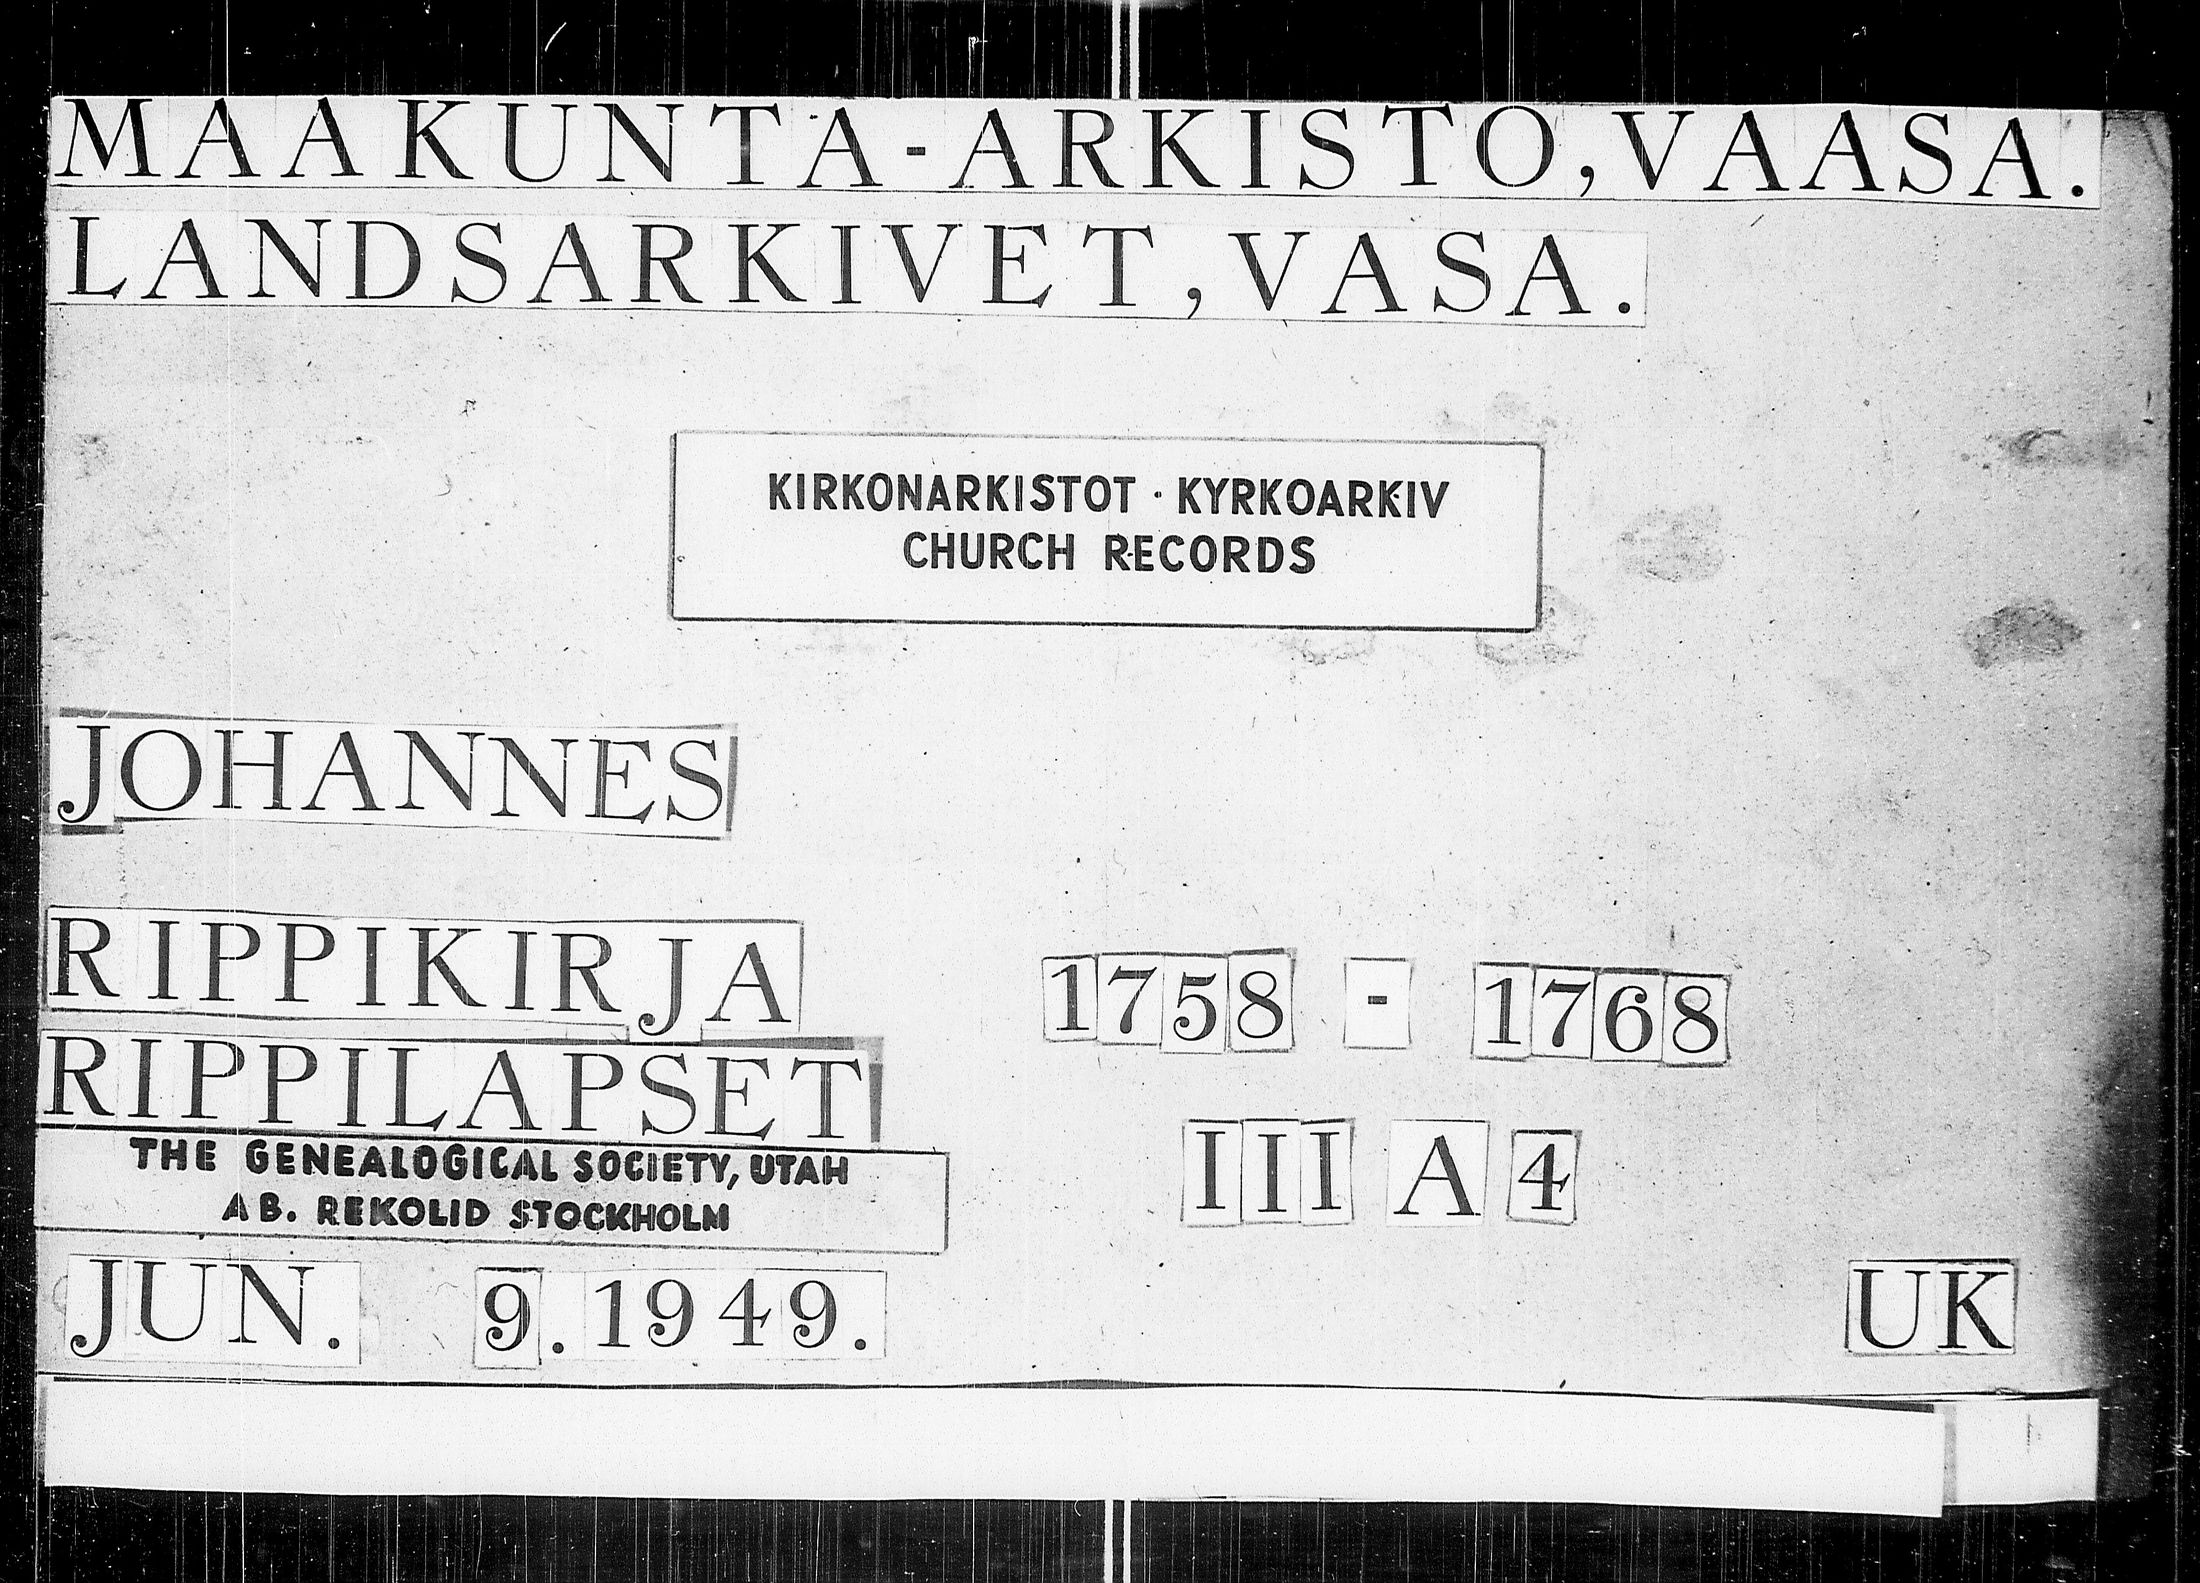 MAAKUNTA-ARKISTO, VAASA.
LANDSARKIVET, VASA.
KIRKONARKISTOT · KYRKOARKIV
CHURCH RECORDS
JOHANNES
RIPPIKIRJA 1758 - 1768
RIPPILAPSET
III A 4
THE GENEALOGICAL SOCIETY, UTAH
AB. REKOLID STOCKHOLM
JUN. 9. 1949.
UK